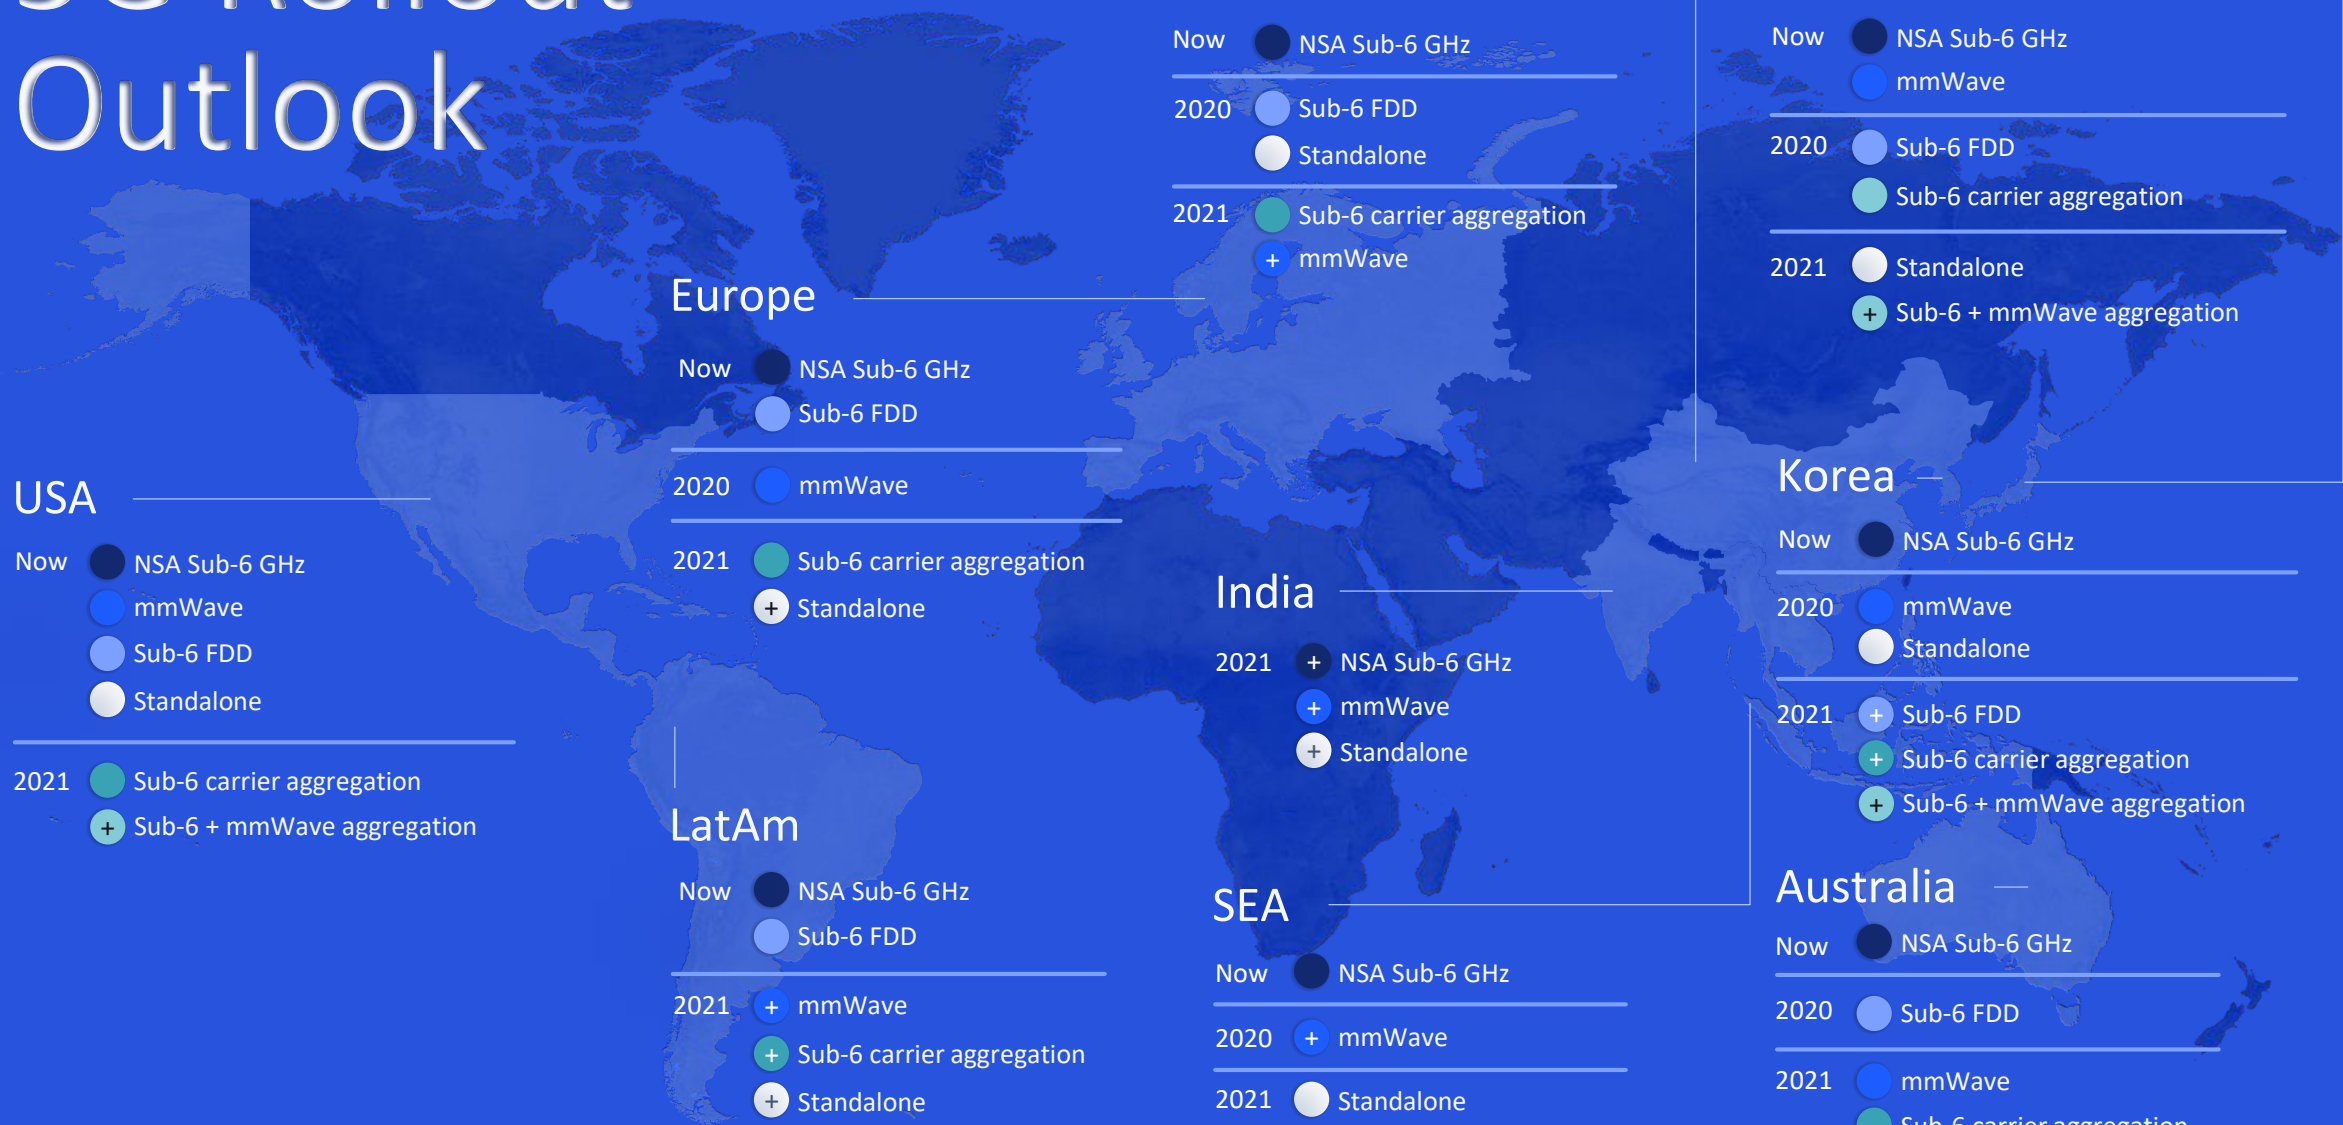 5G Rollout
Outlook
Now NSA Sub-6 GHz
2020 Sub-6 FDD
Standalone
2021 Sub-6 carrier aggregation
+ mmWave
Now NSA Sub-6 GHz
mmWave
2020 Sub-6 FDD
Sub-6 carrier aggregation
2021 Standalone
+ Sub-6 + mmWave aggregation
Europe
Now NSA Sub-6 GHz
Sub-6 FDD
2020 mmWave
2021 Sub-6 carrier aggregation
+ Standalone
USA
Now NSA Sub-6 GHz
mmWave
Sub-6 FDD
Standalone
2021 Sub-6 carrier aggregation
+ Sub-6 + mmWave aggregation
LatAm
Now NSA Sub-6 GHz
Sub-6 FDD
2021 + mmWave
+ Sub-6 carrier aggregation
+ Standalone
India
2021 + NSA Sub-6 GHz
+ mmWave
+ Standalone
SEA
Now NSA Sub-6 GHz
2020 + mmWave
2021 Standalone
Korea
Now NSA Sub-6 GHz
2020 mmWave
Standalone
2021 + Sub-6 FDD
+ Sub-6 carrier aggregation
+ Sub-6 + mmWave aggregation
Australia
Now NSA Sub-6 GHz
2020 Sub-6 FDD
2021 mmWave
Sub-6 carrier aggregation